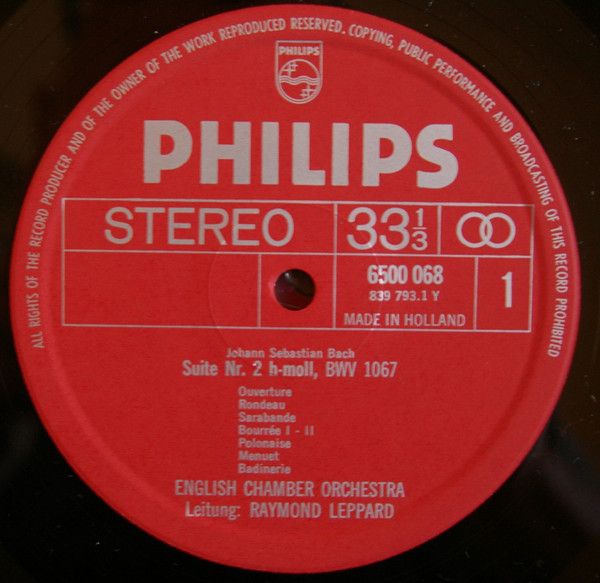 ALL RIGHTS OF THE RECORD PRODUCER AND OF THE OWNER OF THE WORK REPRODUCED RESERVED. COPYING, PUBLIC PERFORMANCE AND BROADCASTING OF THIS RECORD PROHIBITED
PHILIPS
PHILIPS
STEREO 33⅓
6500 068
839 793.1 Y
1
MADE IN HOLLAND
Johann Sebastian Bach
Suite Nr. 2 h-moll, BWV 1067
Ouverture
Rondeau
Sarabande
Bourrée I - II
Polonaise
Menuet
Badinerie
ENGLISH CHAMBER ORCHESTRA
Leitung: RAYMOND LEPPARD